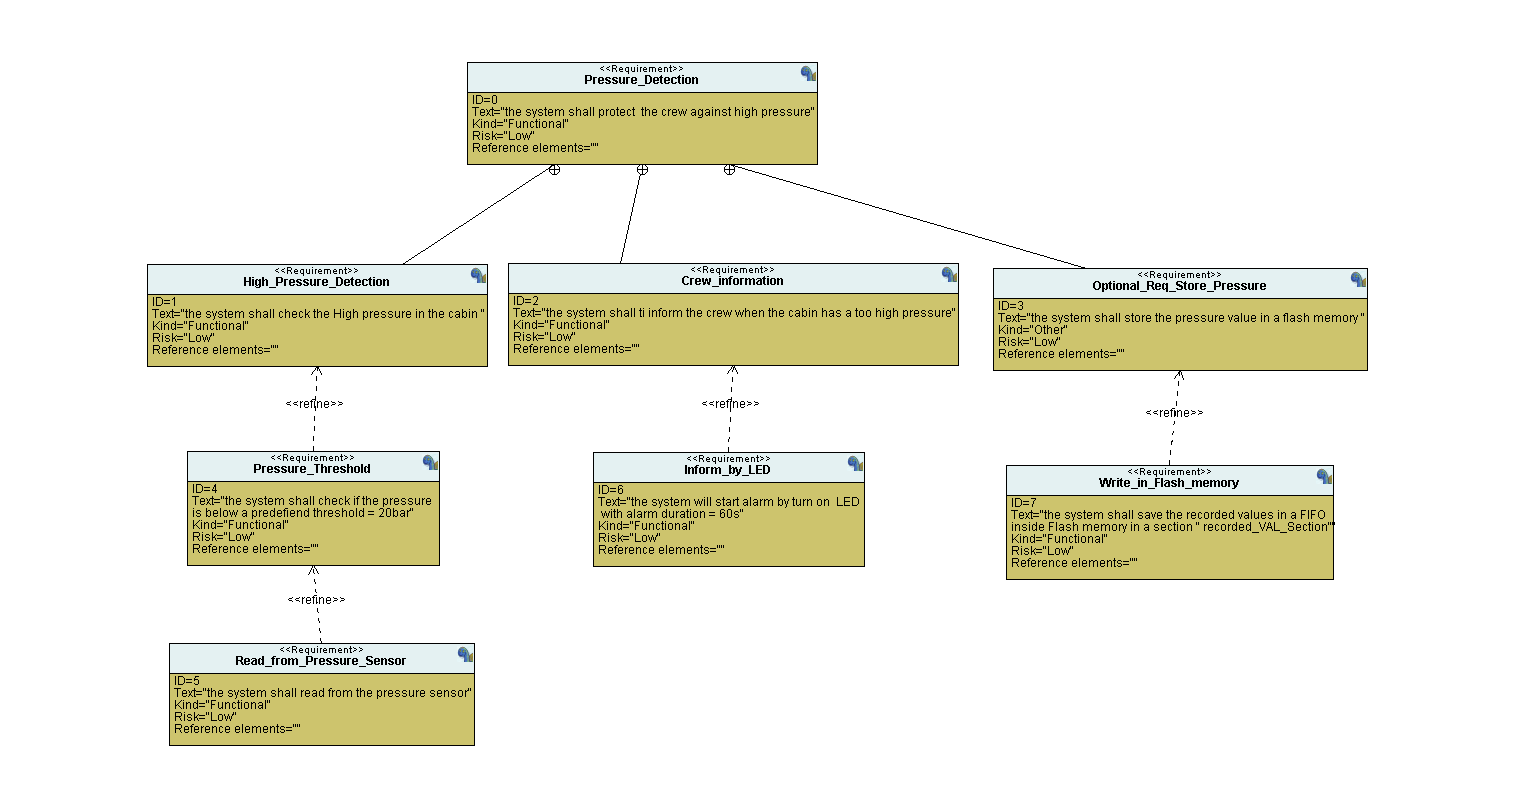 <<Requirement>>
Pressure_Detection
ID=0
Text="the system shall protect  the crew against high pressure"
Kind="Functional"
Risk="Low"
Reference elements=""
<<Requirement>>
High_Pressure_Detection
ID=1
Text="the system shall check the High pressure in the cabin "
Kind="Functional"
Risk="Low"
Reference elements=""
<<Requirement>>
Crew_information
ID=2
Text="the system shall ti inform the crew when the cabin has a too high pressure"
Kind="Functional"
Risk="Low"
Reference elements=""
<<Requirement>>
Optional_Req_Store_Pressure
ID=3
Text="the system shall store the pressure value in a flash memory"
Kind="Other"
Risk="Low"
Reference elements=""
<<refine>>
<<refine>>
<<refine>>
<<Requirement>>
Pressure_Threshold
ID=4
Text="the system shall check if the pressure
is below a predefiend threshold = 20bar"
Kind="Functional"
Risk="Low"
Reference elements=""
<<Requirement>>
Inform_by_LED
ID=6
Text="the system will start alarm by turn on  LED
with alarm duration = 60s"
Kind="Functional"
Risk="Low"
Reference elements=""
<<Requirement>>
Write_in_Flash_memory
ID=7
Text="the system shall save the recorded values in a FIFO
inside Flash memory in a section " recorded_VAL_Section""
Kind="Functional"
Risk="Low"
Reference elements=""
<<refine>>
<<Requirement>>
Read_from_Pressure_Sensor
ID=5
Text="the system shall read from the pressure sensor"
Kind="Functional"
Risk="Low"
Reference elements=""